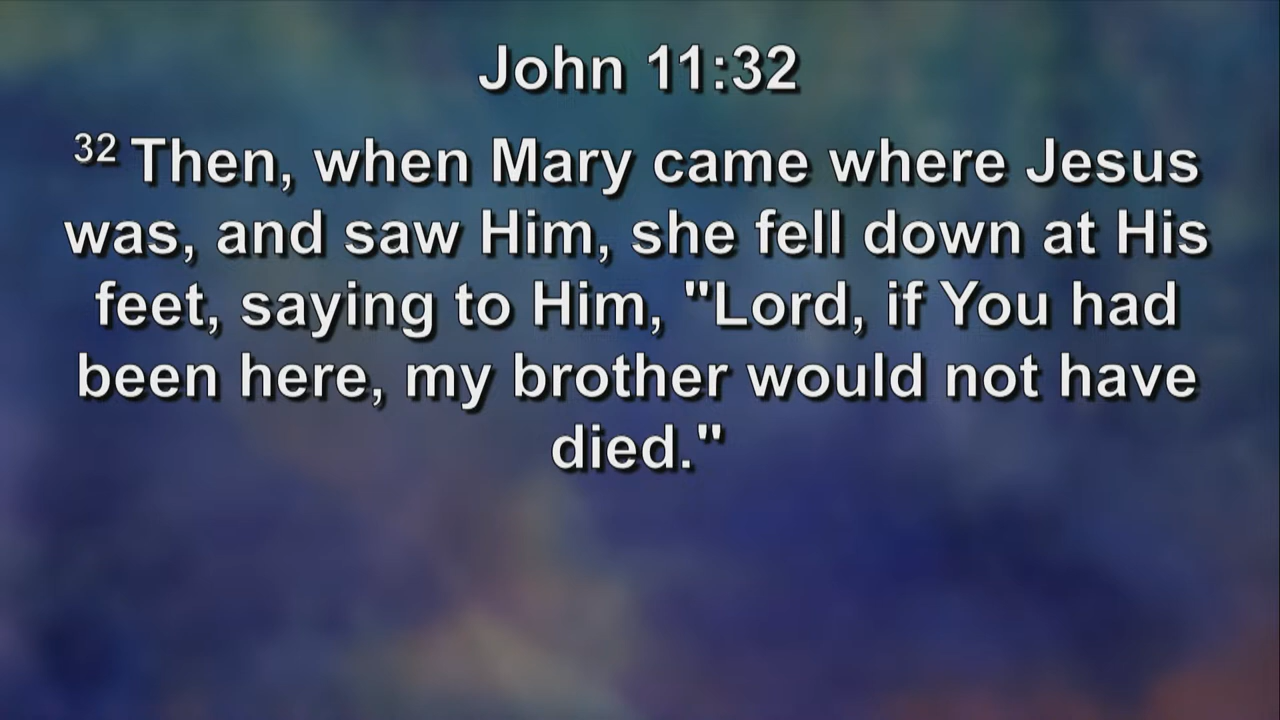 John 11:32
32 Then, when Mary came where Jesus
was, and saw Him, she fell down at His
feet, saying to Him, "Lord, if You had
been here, my brother would not have
died."